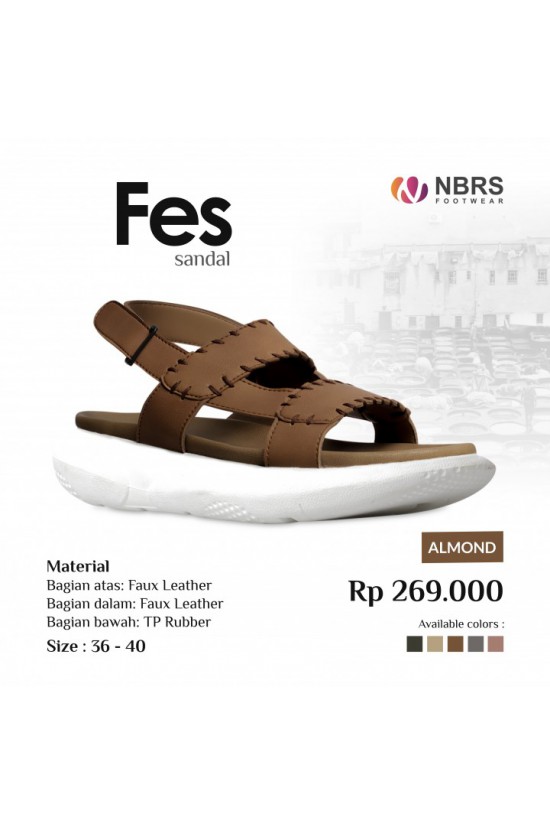 Fes
sandal
NBRS
FOOTWEAR
ALMOND
Material
Bagian atas: Faux Leather
Bagian dalam: Faux Leather
Bagian bawah: TP Rubber
Size : 36 - 40
Rp 269.000
Available colors :